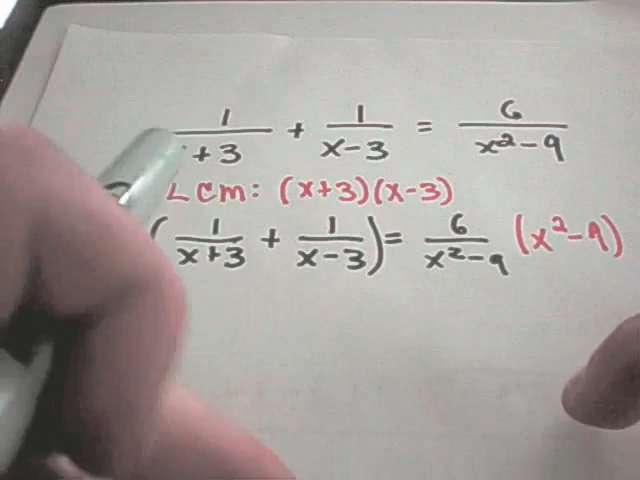 1/+3 + 1/x-3 = 6/x²-9
LCM: (x+3)(x-3)
(1/x+3 + 1/x-3) = 6/x²-9 (x²-9)